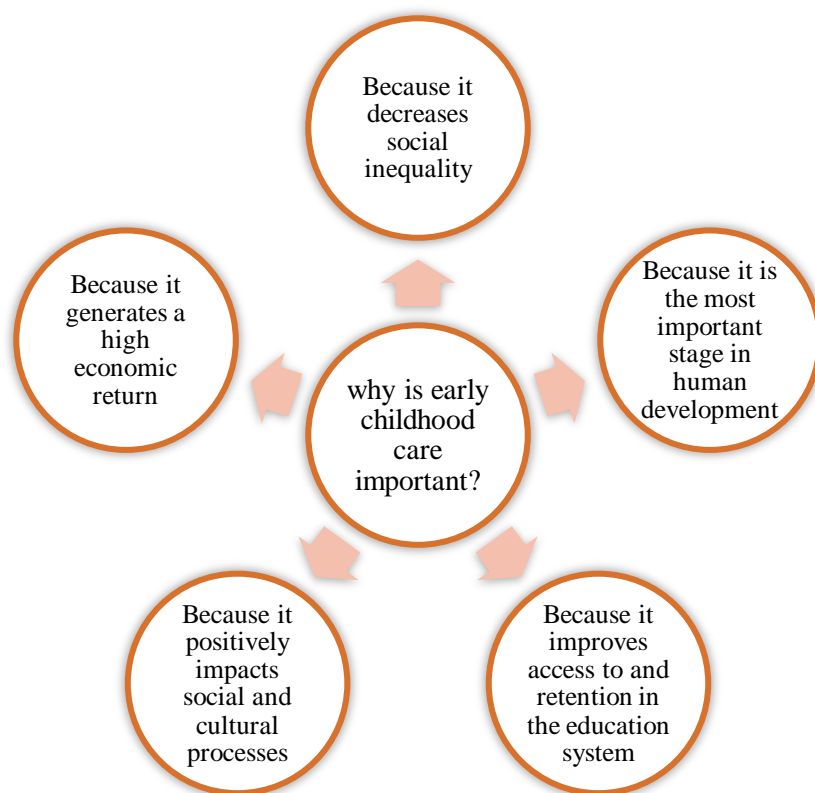 Because it
decreases
social
inequality
Because it
generates a
high
economic
return
Because it is
the most
important
stage in
human
development
why is early
childhood
care
important?
Because it
positively
impacts
social and
cultural
processes
Because it
improves
access to and
retention in
the education
system